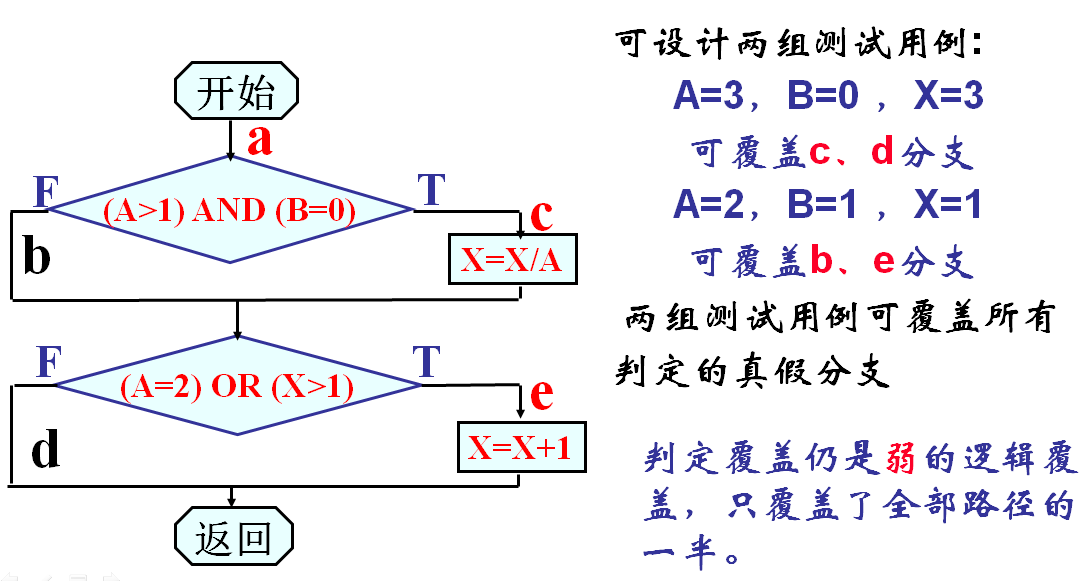 开始
a
F
(A>1) AND (B=0)
T
b
c
X=X/A
F
(A=2) OR (X>1)
T
d
e
X=X+1
返回
可设计两组测试用例:
A=3，B=0 ，X=3
可覆盖c、d分支
A=2，B=1 ，X=1
可覆盖b、e分支
两组测试用例可覆盖所有
判定的真假分支
判定覆盖仍是弱的逻辑覆
盖，只覆盖了全部路径的
一半。